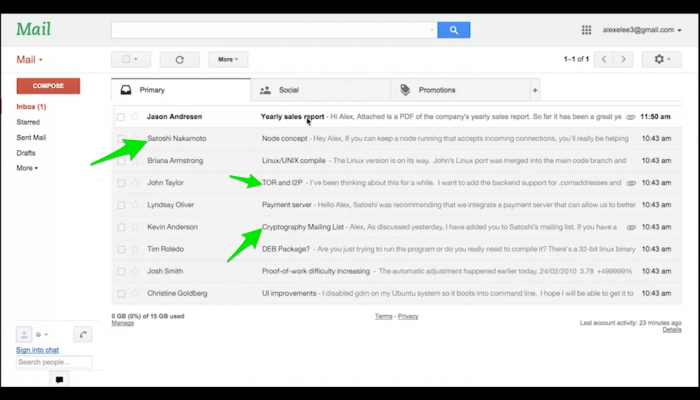 Mail
alexelee3@gmail.com
Mail
More
1–1 of 1
COMPOSE
Primary
Social
Promotions
+
Inbox (1)
Starred
Sent Mail
Drafts
More
Jason Andresen Yearly sales report - Hi Alex, Attached is a PDF of the company's yearly sales report. So far it has been a great ye 11:50 am
Satoshi Nakamoto Node concept - Hey Alex, If you can keep a node running that accepts incoming connections, you'll really be helping 10:43 am
Briana Armstrong Linux/UNIX compile - The Linux version is on its way. John's Linux port was merged into the main code branch and 10:43 am
John Taylor TOR and I2P - I've been thinking about this for a while. I want to add the backend support for .comaddresses and 10:43 am
Lyndsay Oliver Payment server - Hello Alex, Satoshi was recommending that we integrate a payment server that can allow us to better 10:43 am
Kevin Anderson Cryptography Mailing List - Alex, As discussed yesterday, I have added you to Satoshi's mailing list. If you have a 10:43 am
Tim Roledo DEB Package? - Are you just trying to run the program or do you really need to compile it? There's a 32-bit linux binary 10:43 am
Josh Smith Proof-of-work difficulty increasing - The automatic adjustment happened earlier today. 24/02/2010 3.78 +499999% 10:43 am
Christine Goldberg UI improvements - I disabled gdm on my Ubuntu system so it boots into command line. I hope I will be able to get it to 10:43 am
0 GB (0%) of 15 GB used
Manage
Terms - Privacy
Last account activity: 23 minutes ago
Details
Sign into chat
Search people...